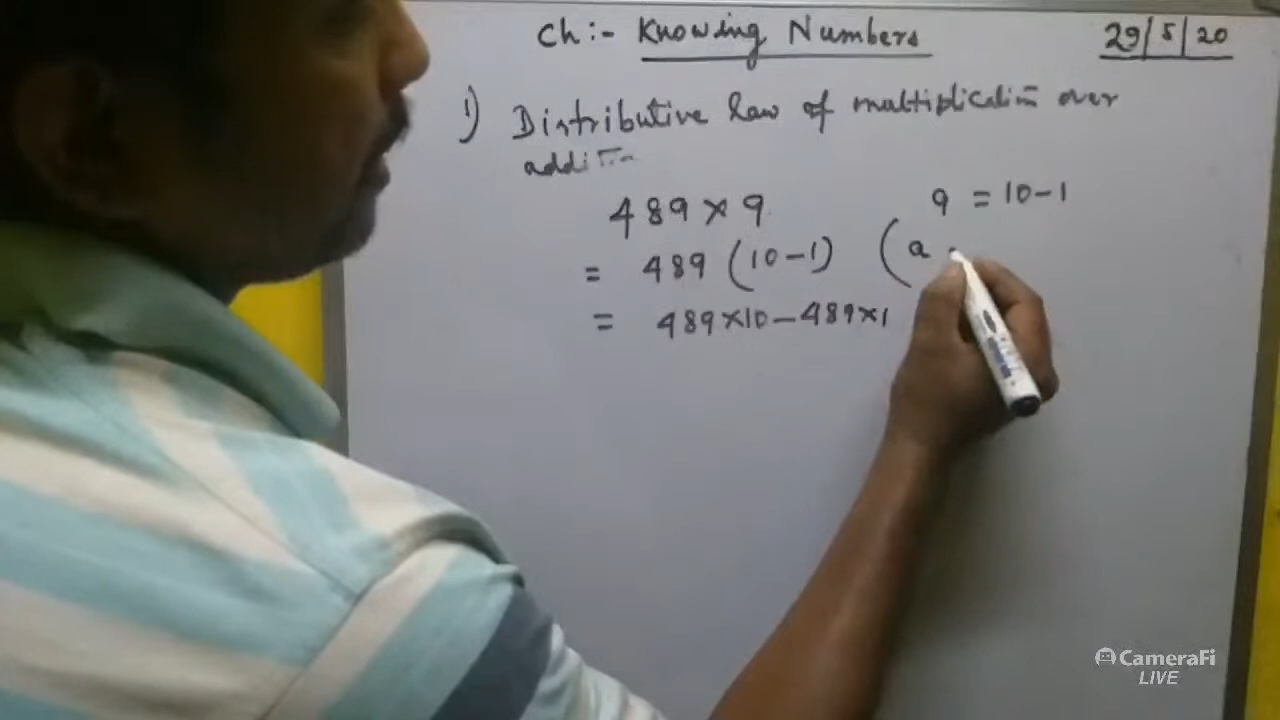 Ch:- Knowing Numbers 29/5/20
1) Distributive law of multiplication over
addition
489×9 9 = 10-1
= 489 (10-1) (a
= 489×10-489×1
CameraFi
LIVE